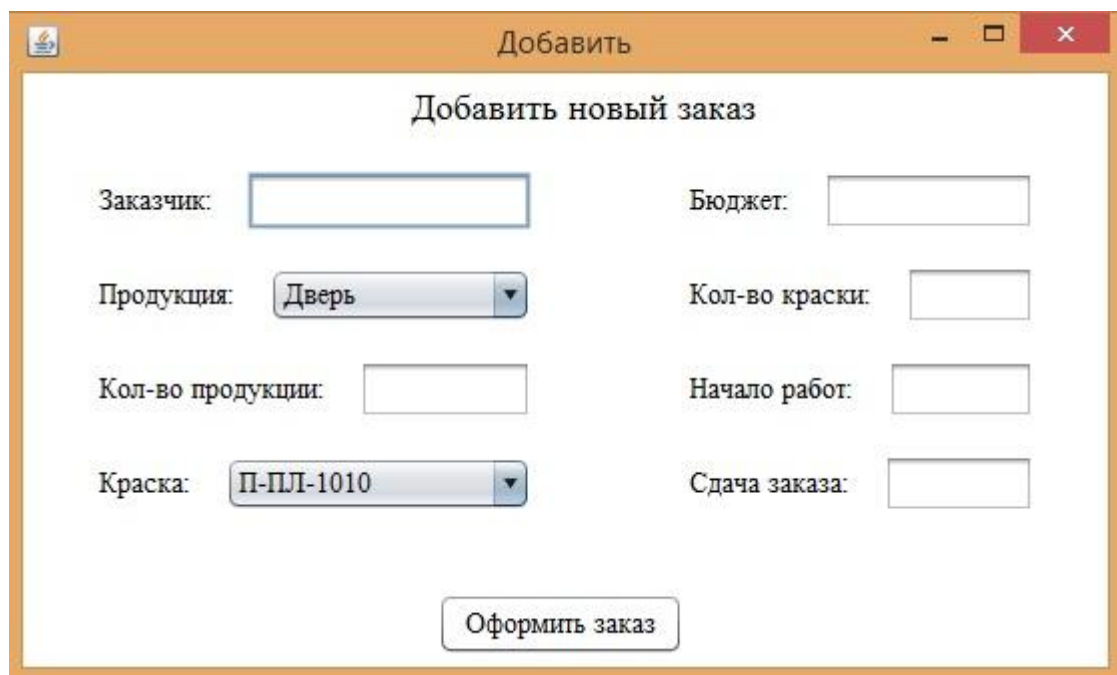 Добавить
Добавить новый заказ
Заказчик:
Бюджет:
Продукция: Дверь
Кол-во краски:
Кол-во продукции:
Начало работ:
Краска: П-ПЛ-1010
Сдача заказа:
Оформить заказ